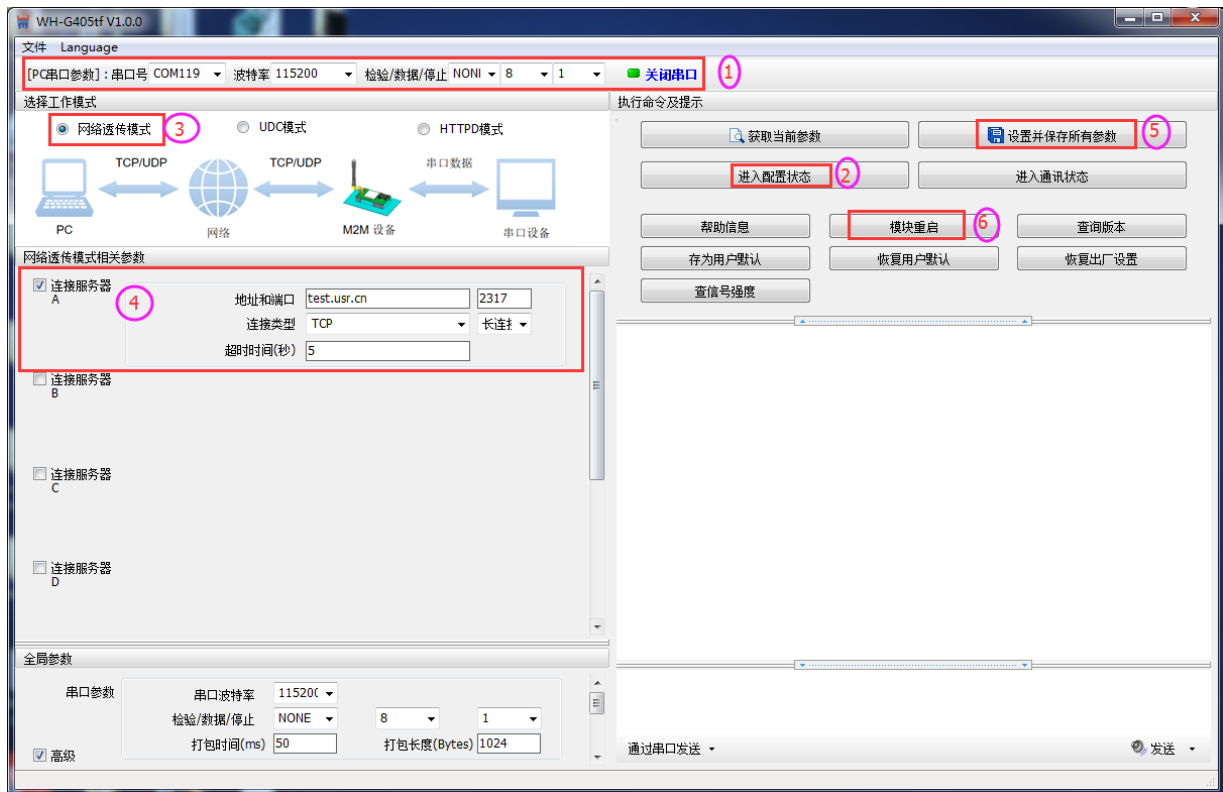 WH-G405tf V1.0.0
文件 Language
[PC串口参数]：串口号 COM119 波特率 115200 检验/数据/停止 NONI 8 1 关闭串口 1
选择工作模式
网络透传模式 3 UDC模式 HTTPD模式
TCP/UDP TCP/UDP 串口数据
PC 网络 M2M 设备 串口设备
网络透传模式相关参数
连接服务器
A
4
地址和端口 test.usr.cn 2317
连接类型 TCP 长连接
超时时间(秒) 5
连接服务器
B
连接服务器
C
连接服务器
D
全局参数
串口参数 串口波特率 115200
检验/数据/停止 NONE 8 1
高级 打包时间(ms) 50 打包长度(Bytes) 1024
执行命令及提示
获取当前参数 设置并保存所有参数 5
进入配置状态 2 进入通讯状态
帮助信息 模块重启 6 查询版本
存为用户默认 恢复用户默认 恢复出厂设置
查信号强度
通过串口发送 发送